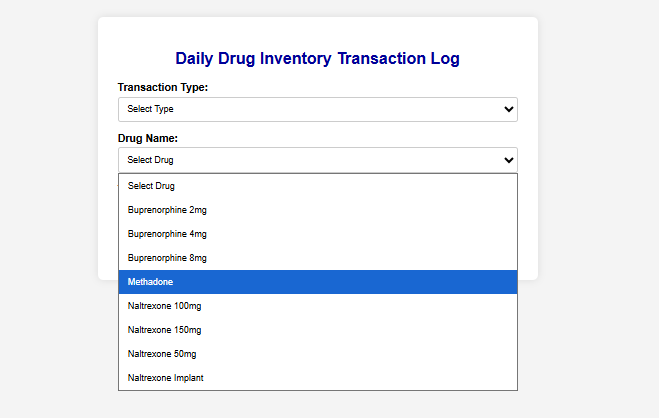 Daily Drug Inventory Transaction Log
Transaction Type:
Select Type
Drug Name:
Select Drug
Select Drug
Buprenorphine 2mg
Buprenorphine 4mg
Buprenorphine 8mg
Methadone
Naltrexone 100mg
Naltrexone 150mg
Naltrexone 50mg
Naltrexone Implant